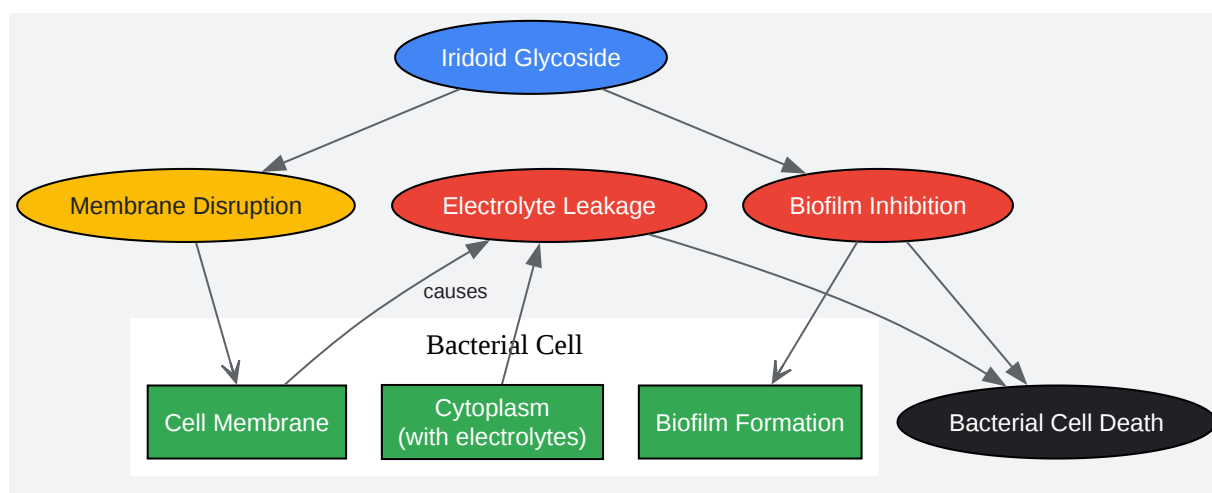 Iridoid Glycoside
Membrane Disruption
Electrolyte Leakage
Biofilm Inhibition
causes
Bacterial Cell
Cell Membrane
Cytoplasm
(with electrolytes)
Biofilm Formation
Bacterial Cell Death